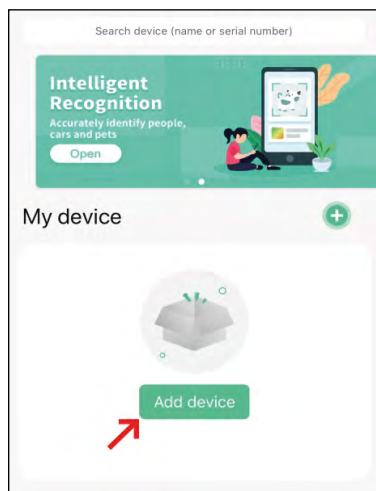 Search device (name or serial number)
Intelligent
Recognition
Accurately identify people,
cars and pets
Open
My device
Add device